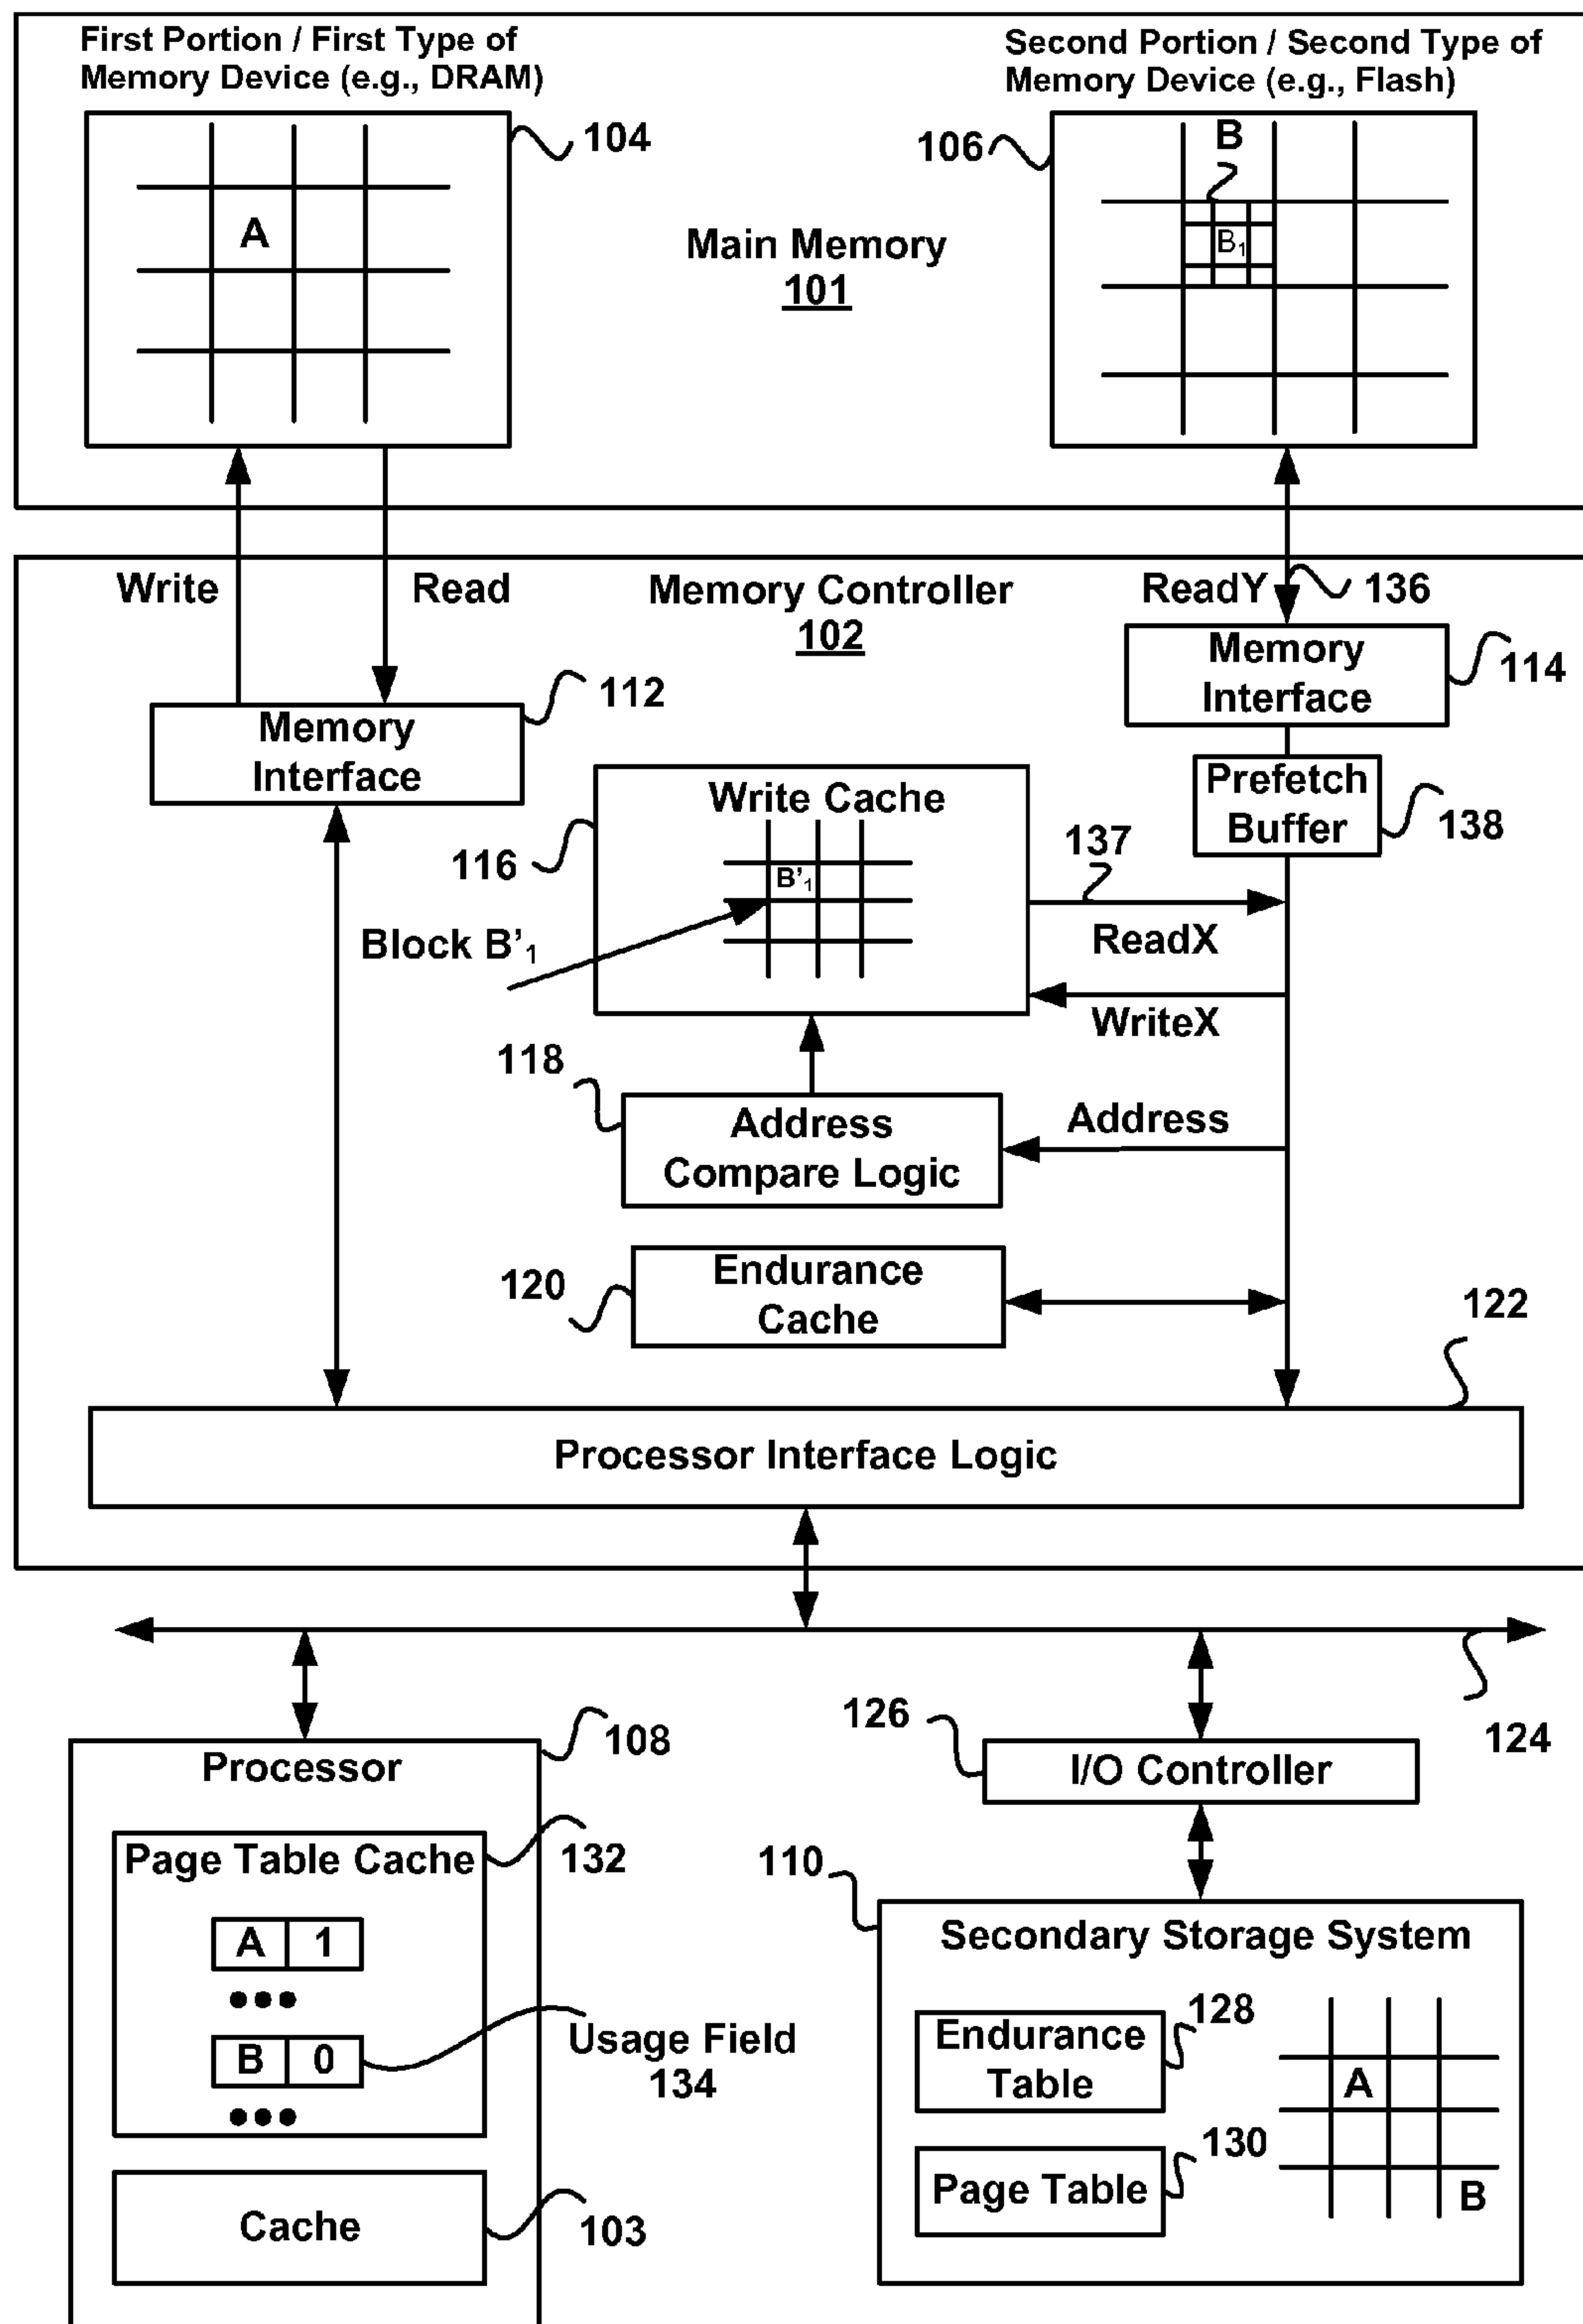 First Portion / First Type of
Memory Device (e.g., DRAM)
Second Portion / Second Type of
Memory Device (e.g., Flash)
104
106
B
A
B₁
Main Memory
101
Write
Read
Memory Controller
102
ReadY
136
Memory
Interface
114
112
Memory
Interface
Prefetch
Buffer
138
Write Cache
116
B'₁
137
Block B'₁
ReadX
WriteX
118
Address
Compare Logic
Address
120
Endurance
Cache
122
Processor Interface Logic
124
126
I/O Controller
108
Processor
Page Table Cache
132
A 1
•••
B 0
•••
Usage Field
134
Cache
103
110
Secondary Storage System
Endurance
Table
128
Page Table
130
A
B